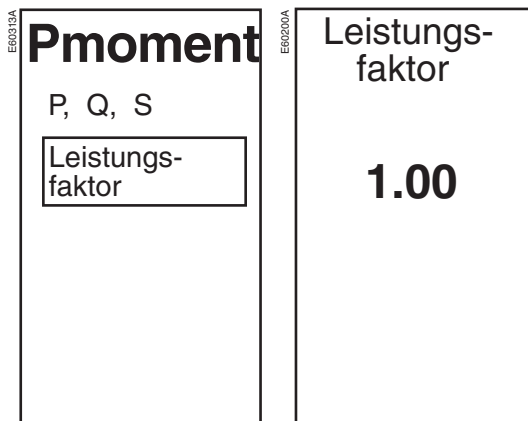 E60313A
Pmoment
P, Q, S
Leistungs-
faktor
E60200A
Leistungs-
faktor
1.00